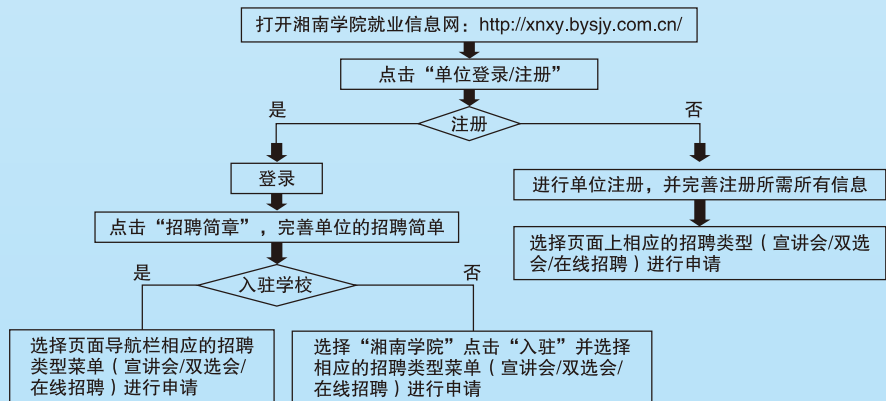 打开湘南学院就业信息网：http://xnxy.bysjy.com.cn/
点击“单位登录/注册”
是
否
注册
登录
进行单位注册，并完善注册所需所有信息
点击“招聘简章”，完善单位的招聘简单
选择页面上相应的招聘类型（宣讲会/双选
会/在线招聘）进行申请
是
否
入驻学校
选择页面导航栏相应的招聘
类型菜单（宣讲会/双选会/
在线招聘）进行申请
选择“湘南学院”点击“入驻”并选择
相应的招聘类型菜单（宣讲会/双选会/
在线招聘）进行申请